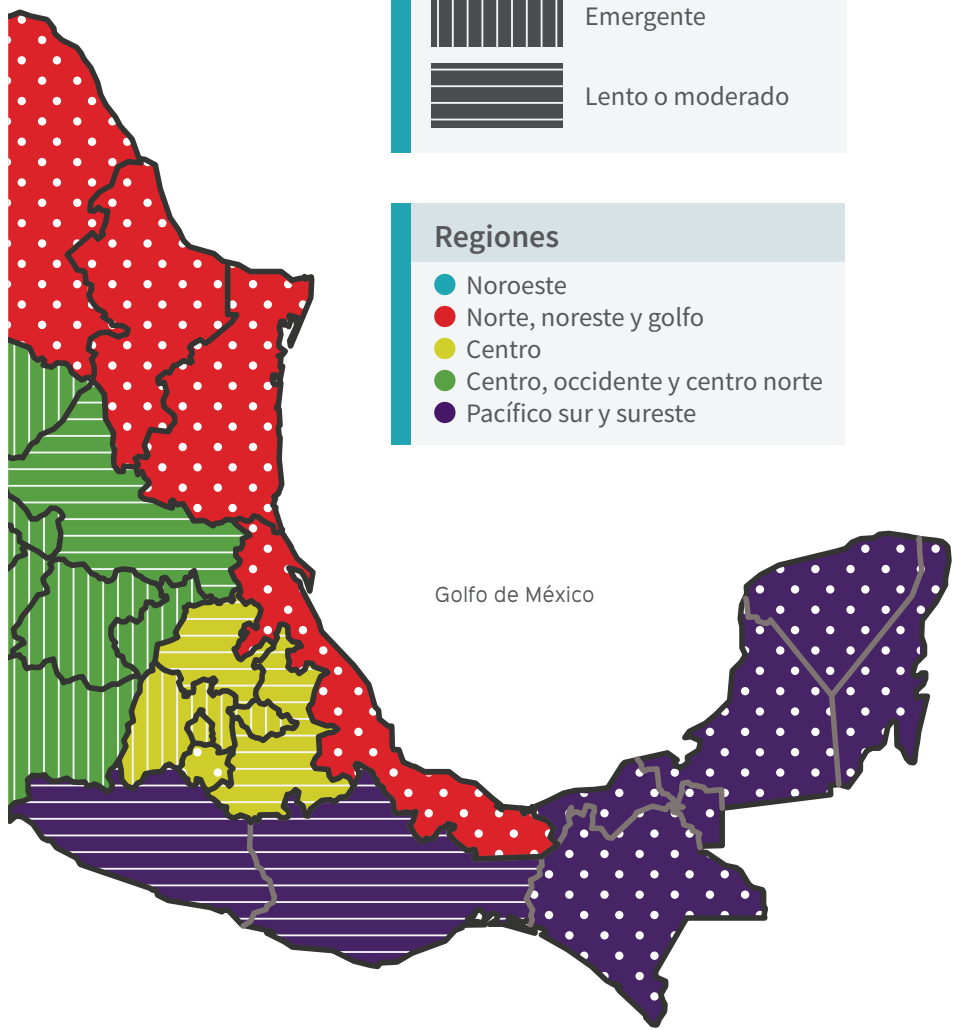 Emergente
Lento o moderado
Regiones
Noroeste
Norte, noreste y golfo
Centro
Centro, occidente y centro norte
Pacífico sur y sureste
Golfo de México